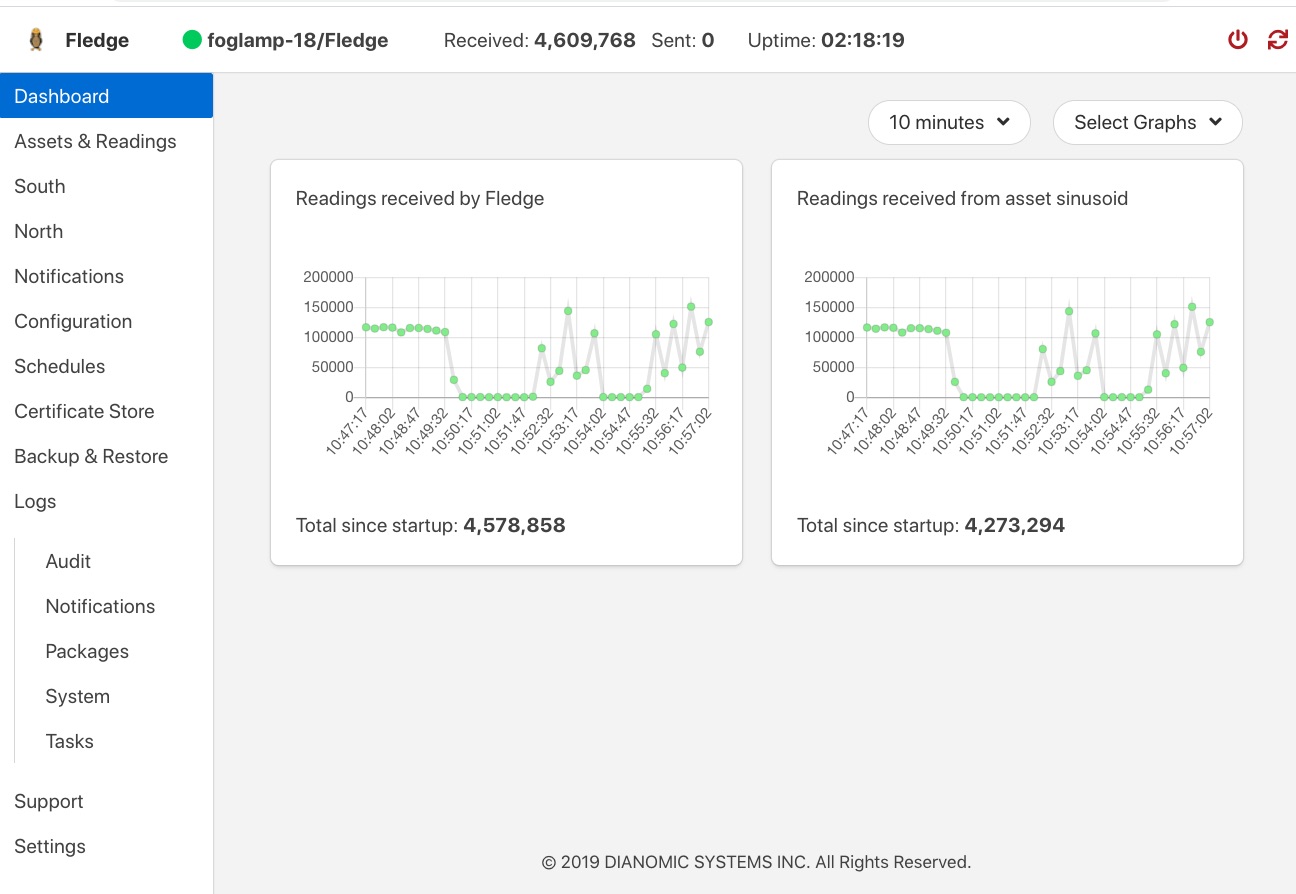 Fledge foglamp-18/Fledge Received: 4,609,768 Sent: 0 Uptime: 02:18:19
Dashboard
Assets & Readings
South
North
Notifications
Configuration
Schedules
Certificate Store
Backup & Restore
Logs
Audit
Notifications
Packages
System
Tasks
Support
Settings
10 minutes Select Graphs
Readings received by Fledge
200000
150000
100000
50000
0
10:47:17 10:48:02 10:48:47 10:49:32 10:50:17 10:51:02 10:51:47 10:52:32 10:53:17 10:54:02 10:54:47 10:55:32 10:56:17 10:57:02
Total since startup: 4,578,858
Readings received from asset sinusoid
200000
150000
100000
50000
0
10:47:17 10:48:02 10:48:47 10:49:32 10:50:17 10:51:02 10:51:47 10:52:32 10:53:17 10:54:02 10:54:47 10:55:32 10:56:17 10:57:02
Total since startup: 4,273,294
© 2019 DIANOMIC SYSTEMS INC. All Rights Reserved.